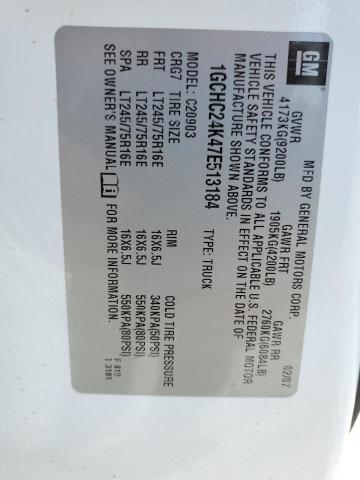 GM
MFD BY GENERAL MOTORS CORP.
02/07
GVWR GAWR FRT GAWR RR
4173KG(9200LB) 1905KG(4200LB) 2760KG(6084LB)
THIS VEHICLE CONFORMS TO ALL APPLICABLE U.S. FEDERAL MOTOR
VEHICLE SAFETY STANDARDS IN EFFECT ON THE DATE OF
MANUFACTURE SHOWN ABOVE.
1GCHC24K47E513184 TYPE: TRUCK
MODEL: C20903
CRG7 TIRE SIZE RIM COLD TIRE PRESSURE
FRT LT245/75R16E 16X6.5J 340KPA(50PSI)
RR LT245/75R16E 16X6.5J 550KPA(80PSI)
SPA LT245/75R16E 16X6.5J 550KPA(80PSI)
SEE OWNER'S MANUAL FOR MORE INFORMATION.
F 819
13181